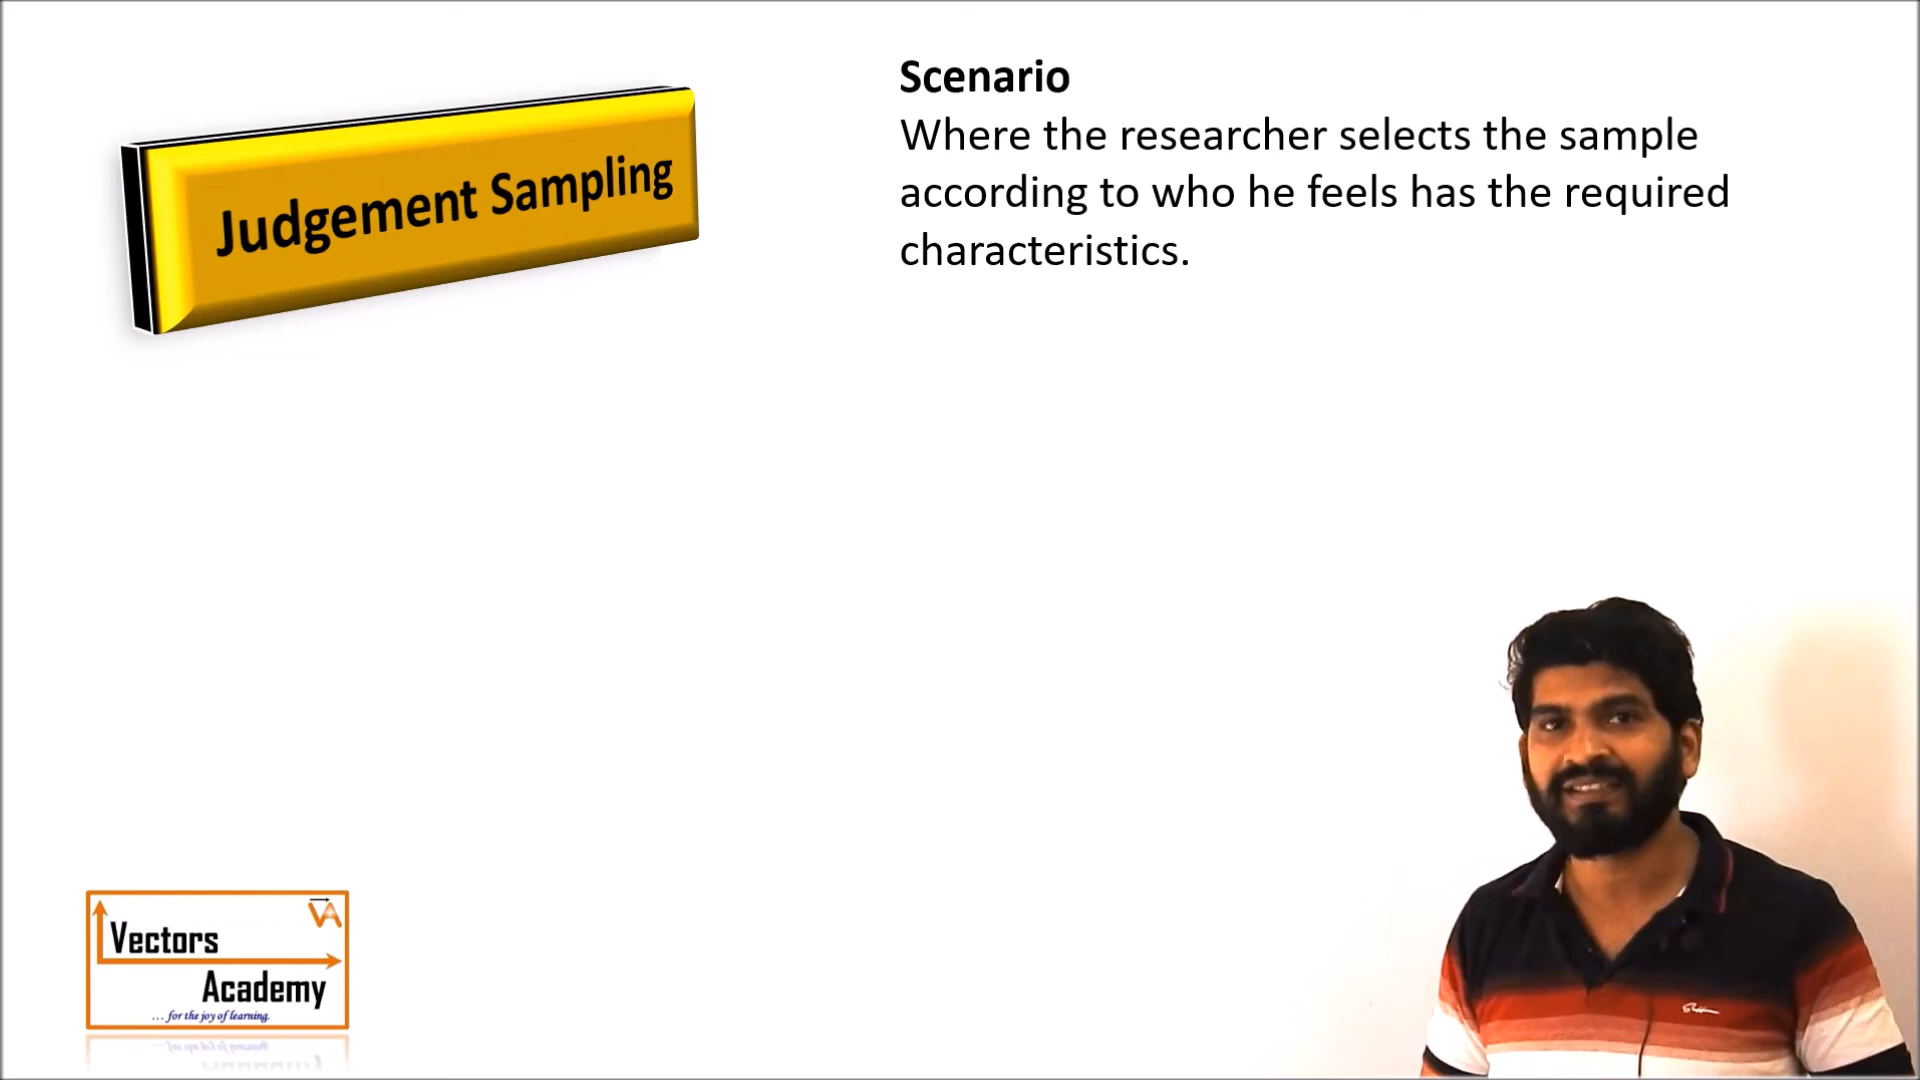 Judgement Sampling
Scenario
Where the researcher selects the sample
according to who he feels has the required
characteristics.
VA
Vectors
Academy
... for the joy of learning.